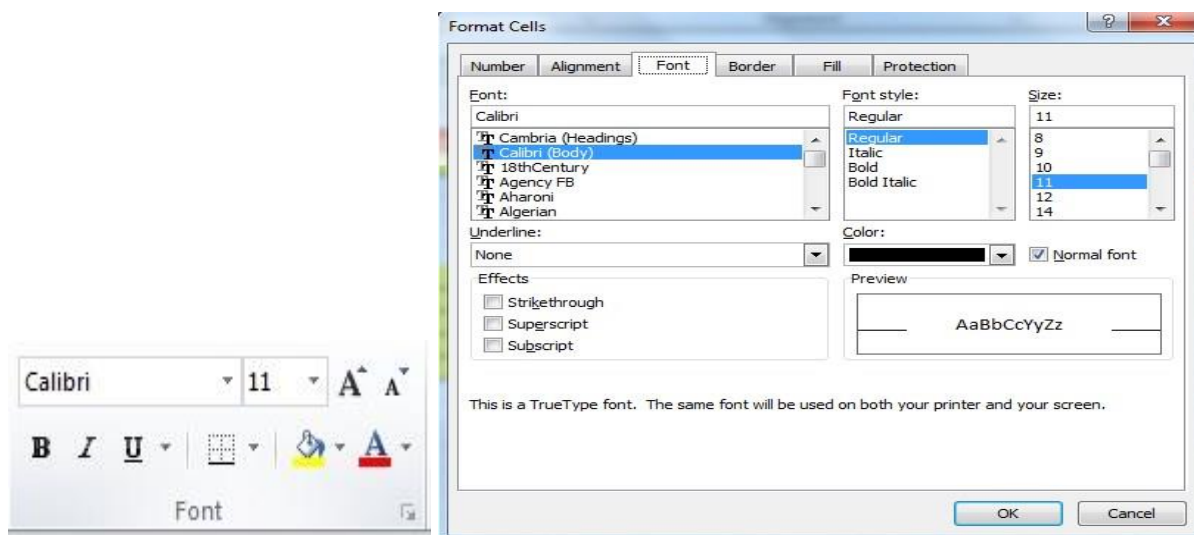 Calibri 11 A A
B I U A
Font
Format Cells
Number Alignment Font Border Fill Protection
Font: Font style: Size:
Calibri Regular 11
Cambria (Headings) Regular 8
Calibri (Body) Italic 9
18thCentury Bold 10
Agency FB Bold Italic 11
Aharoni 12
Algerian 14
Underline: Color:
None Normal font
Effects Preview
Strikethrough
Superscript AaBbCcYyZz
Subscript
This is a TrueType font. The same font will be used on both your printer and your screen.
OK Cancel